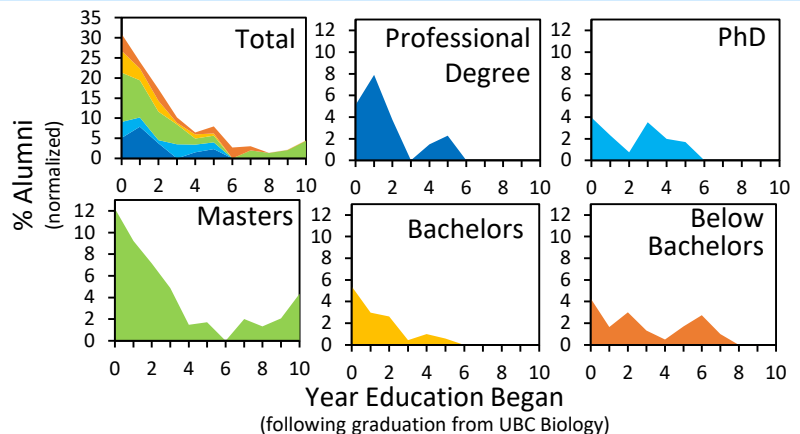 35
30
25
20
15
10
5
0
0 2 4 6 8 10
Total
12
10
8
6
4
2
0
0 2 4 6 8 10
Professional
Degree
12
10
8
6
4
2
0
0 2 4 6 8 10
PhD
% Alumni
(normalized)
12
10
8
6
4
2
0
0 2 4 6 8 10
Masters
12
10
8
6
4
2
0
0 2 4 6 8 10
Bachelors
12
10
8
6
4
2
0
0 2 4 6 8 10
Below
Bachelors
Year Education Began
(following graduation from UBC Biology)